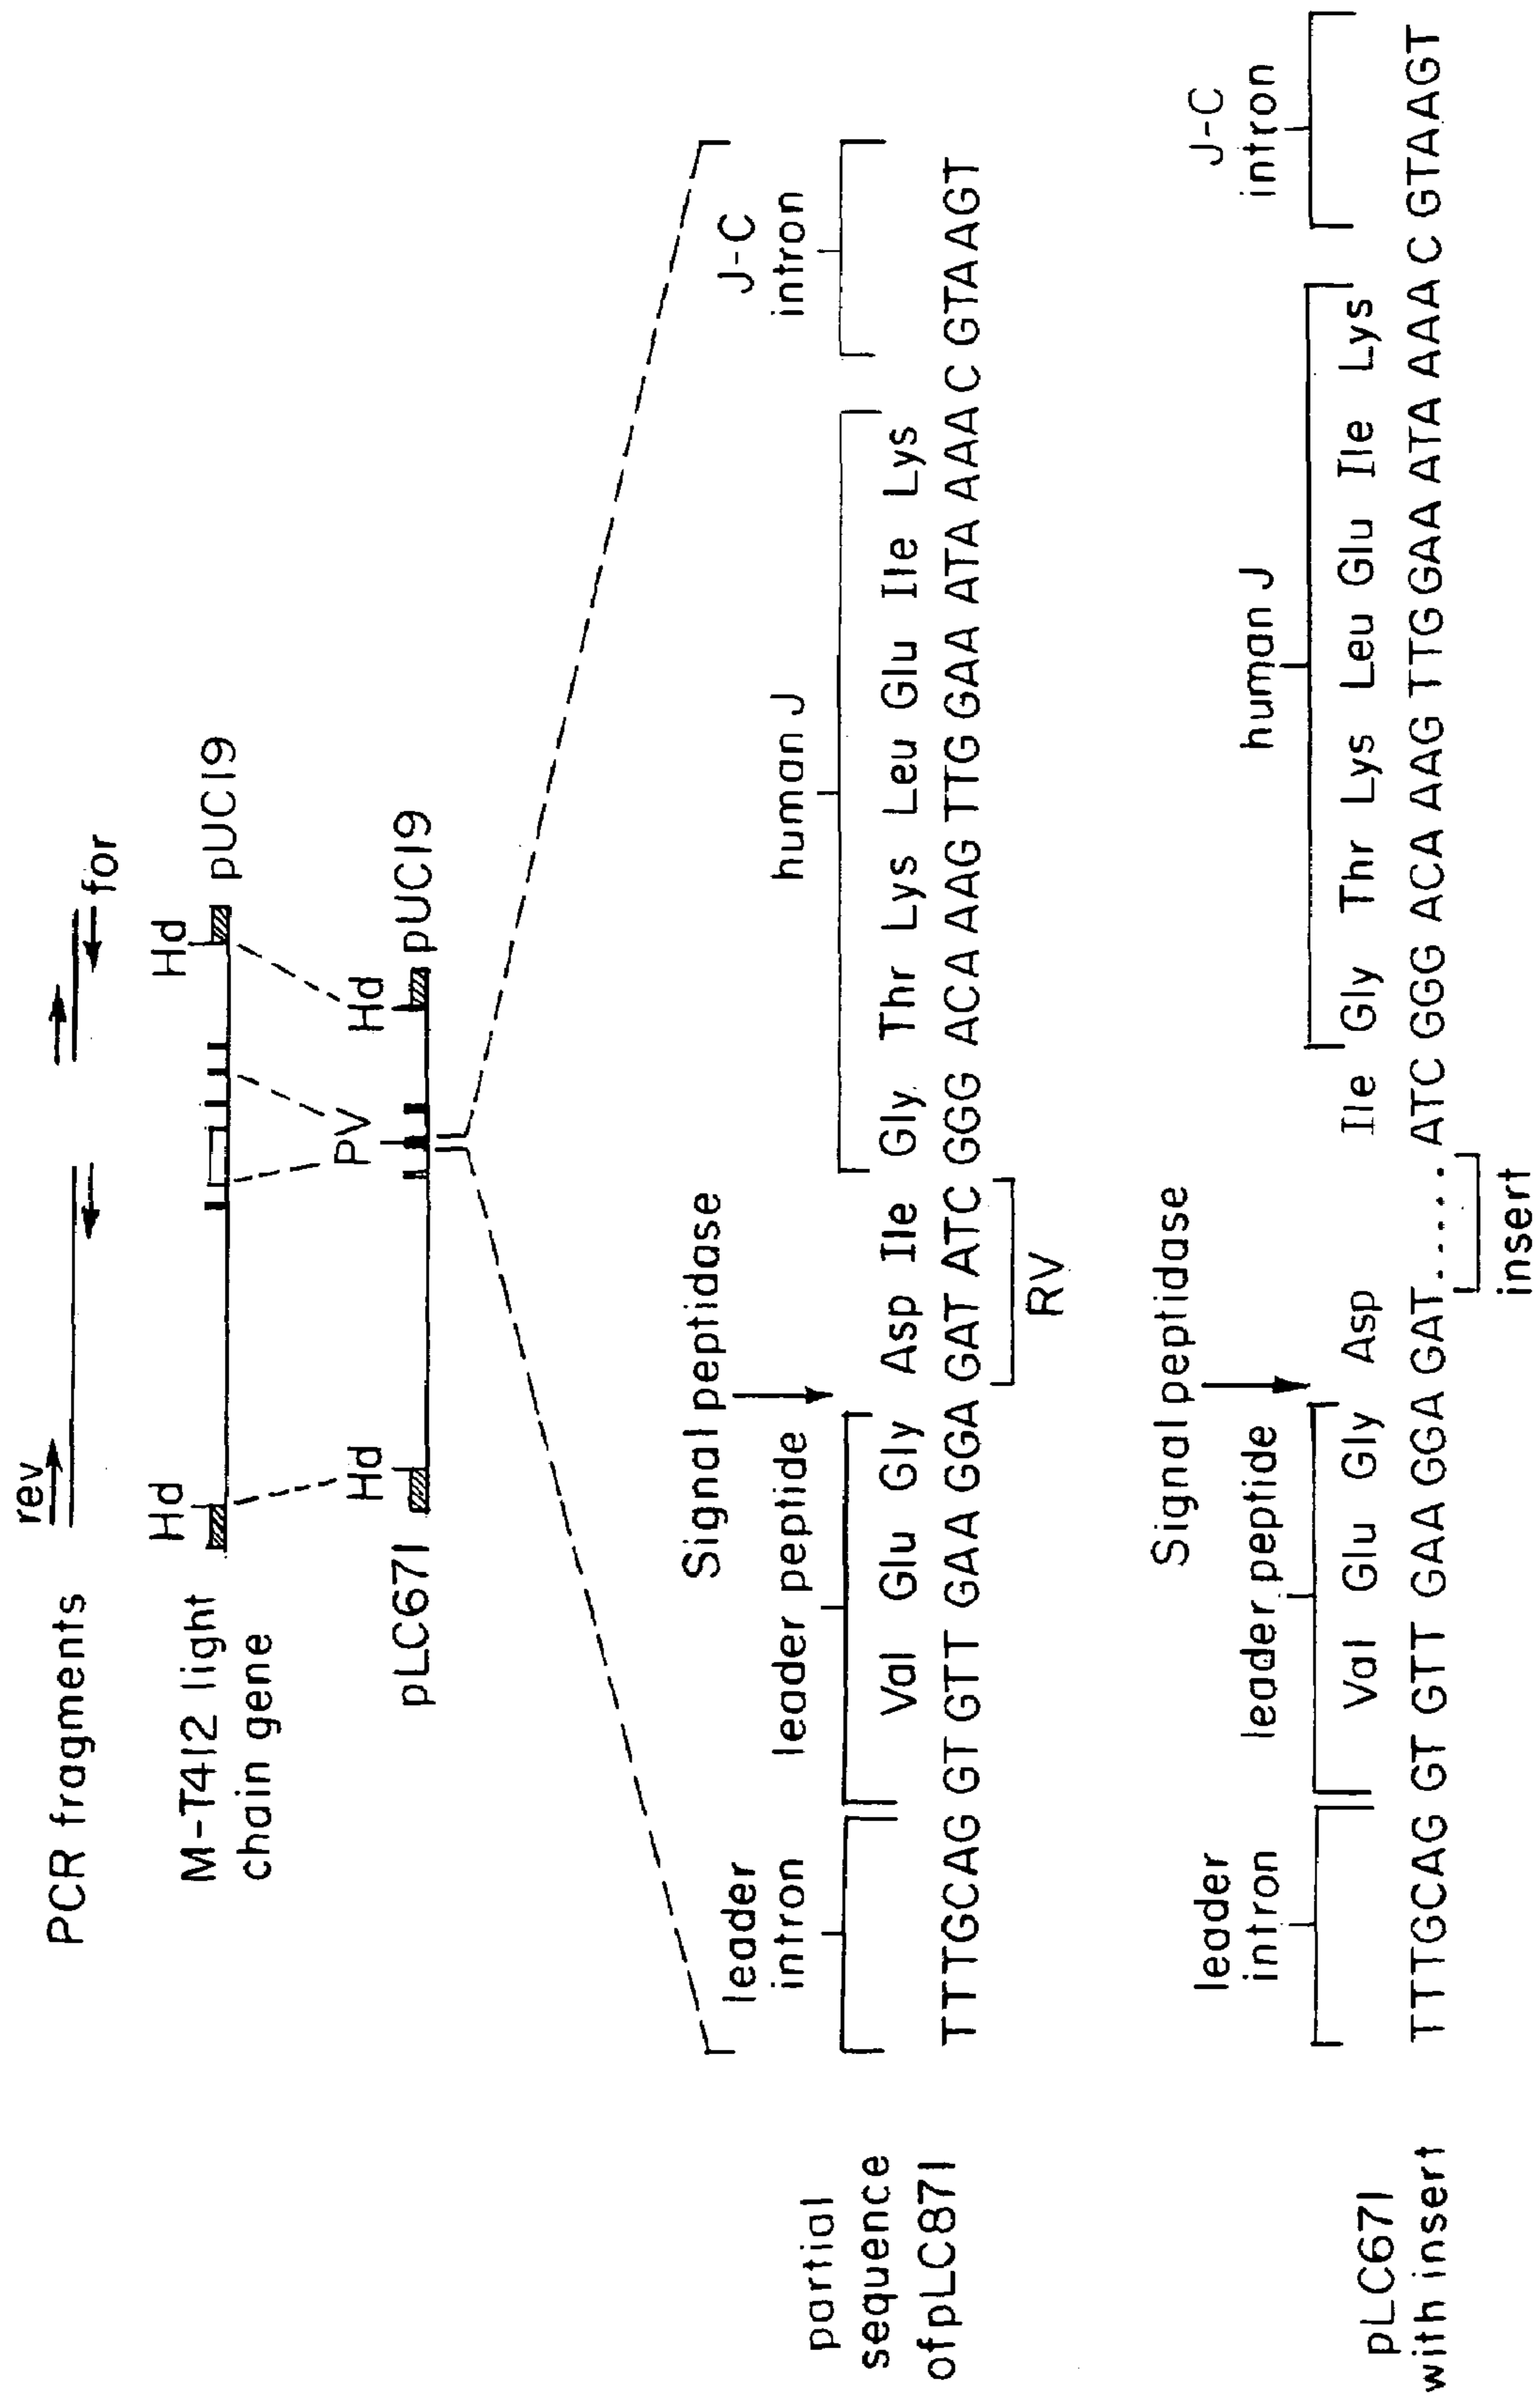 PCR fragments
rev
for
M-T412 light
chain gene
Hd
Hd
pUC19
PV
pLC671
Hd
Hd
pUC19
Signal peptidase
leader
intron
leader peptide
human J
J-C
intron
partial
sequence
of pLC871
Val Glu Gly Asp Ile Gly Thr Lys Leu Glu Ile Lys
TTTGCAG GT GTT GAA GGA GAT ATC GGG ACA AAG TTG GAA ATA AAA C GTAAGT
RV
Signal peptidase
leader
intron
leader peptide
human J
J-C
intron
pLC671
with insert
Val Glu Gly Asp Ile Gly Thr Lys Leu Glu Ile Lys
TTTGCAG GT GTT GAA GGA GAT...... ATC GGG ACA AAG TTG GAA ATA AAA C GTAAGT
insert